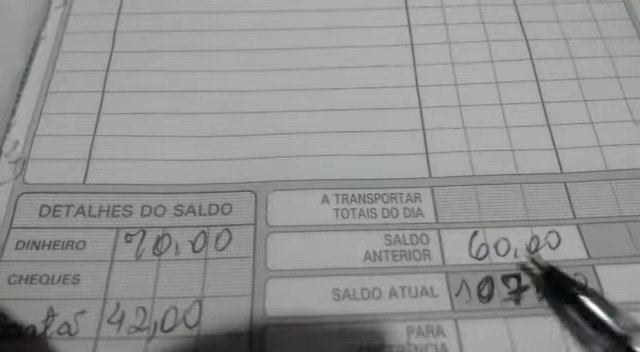 DETALHES DO SALDO
DINHEIRO 70,00
CHEQUES
42,00
A TRANSPORTAR
TOTAIS DO DIA
SALDO
ANTERIOR 60,00
SALDO ATUAL 107
PARA